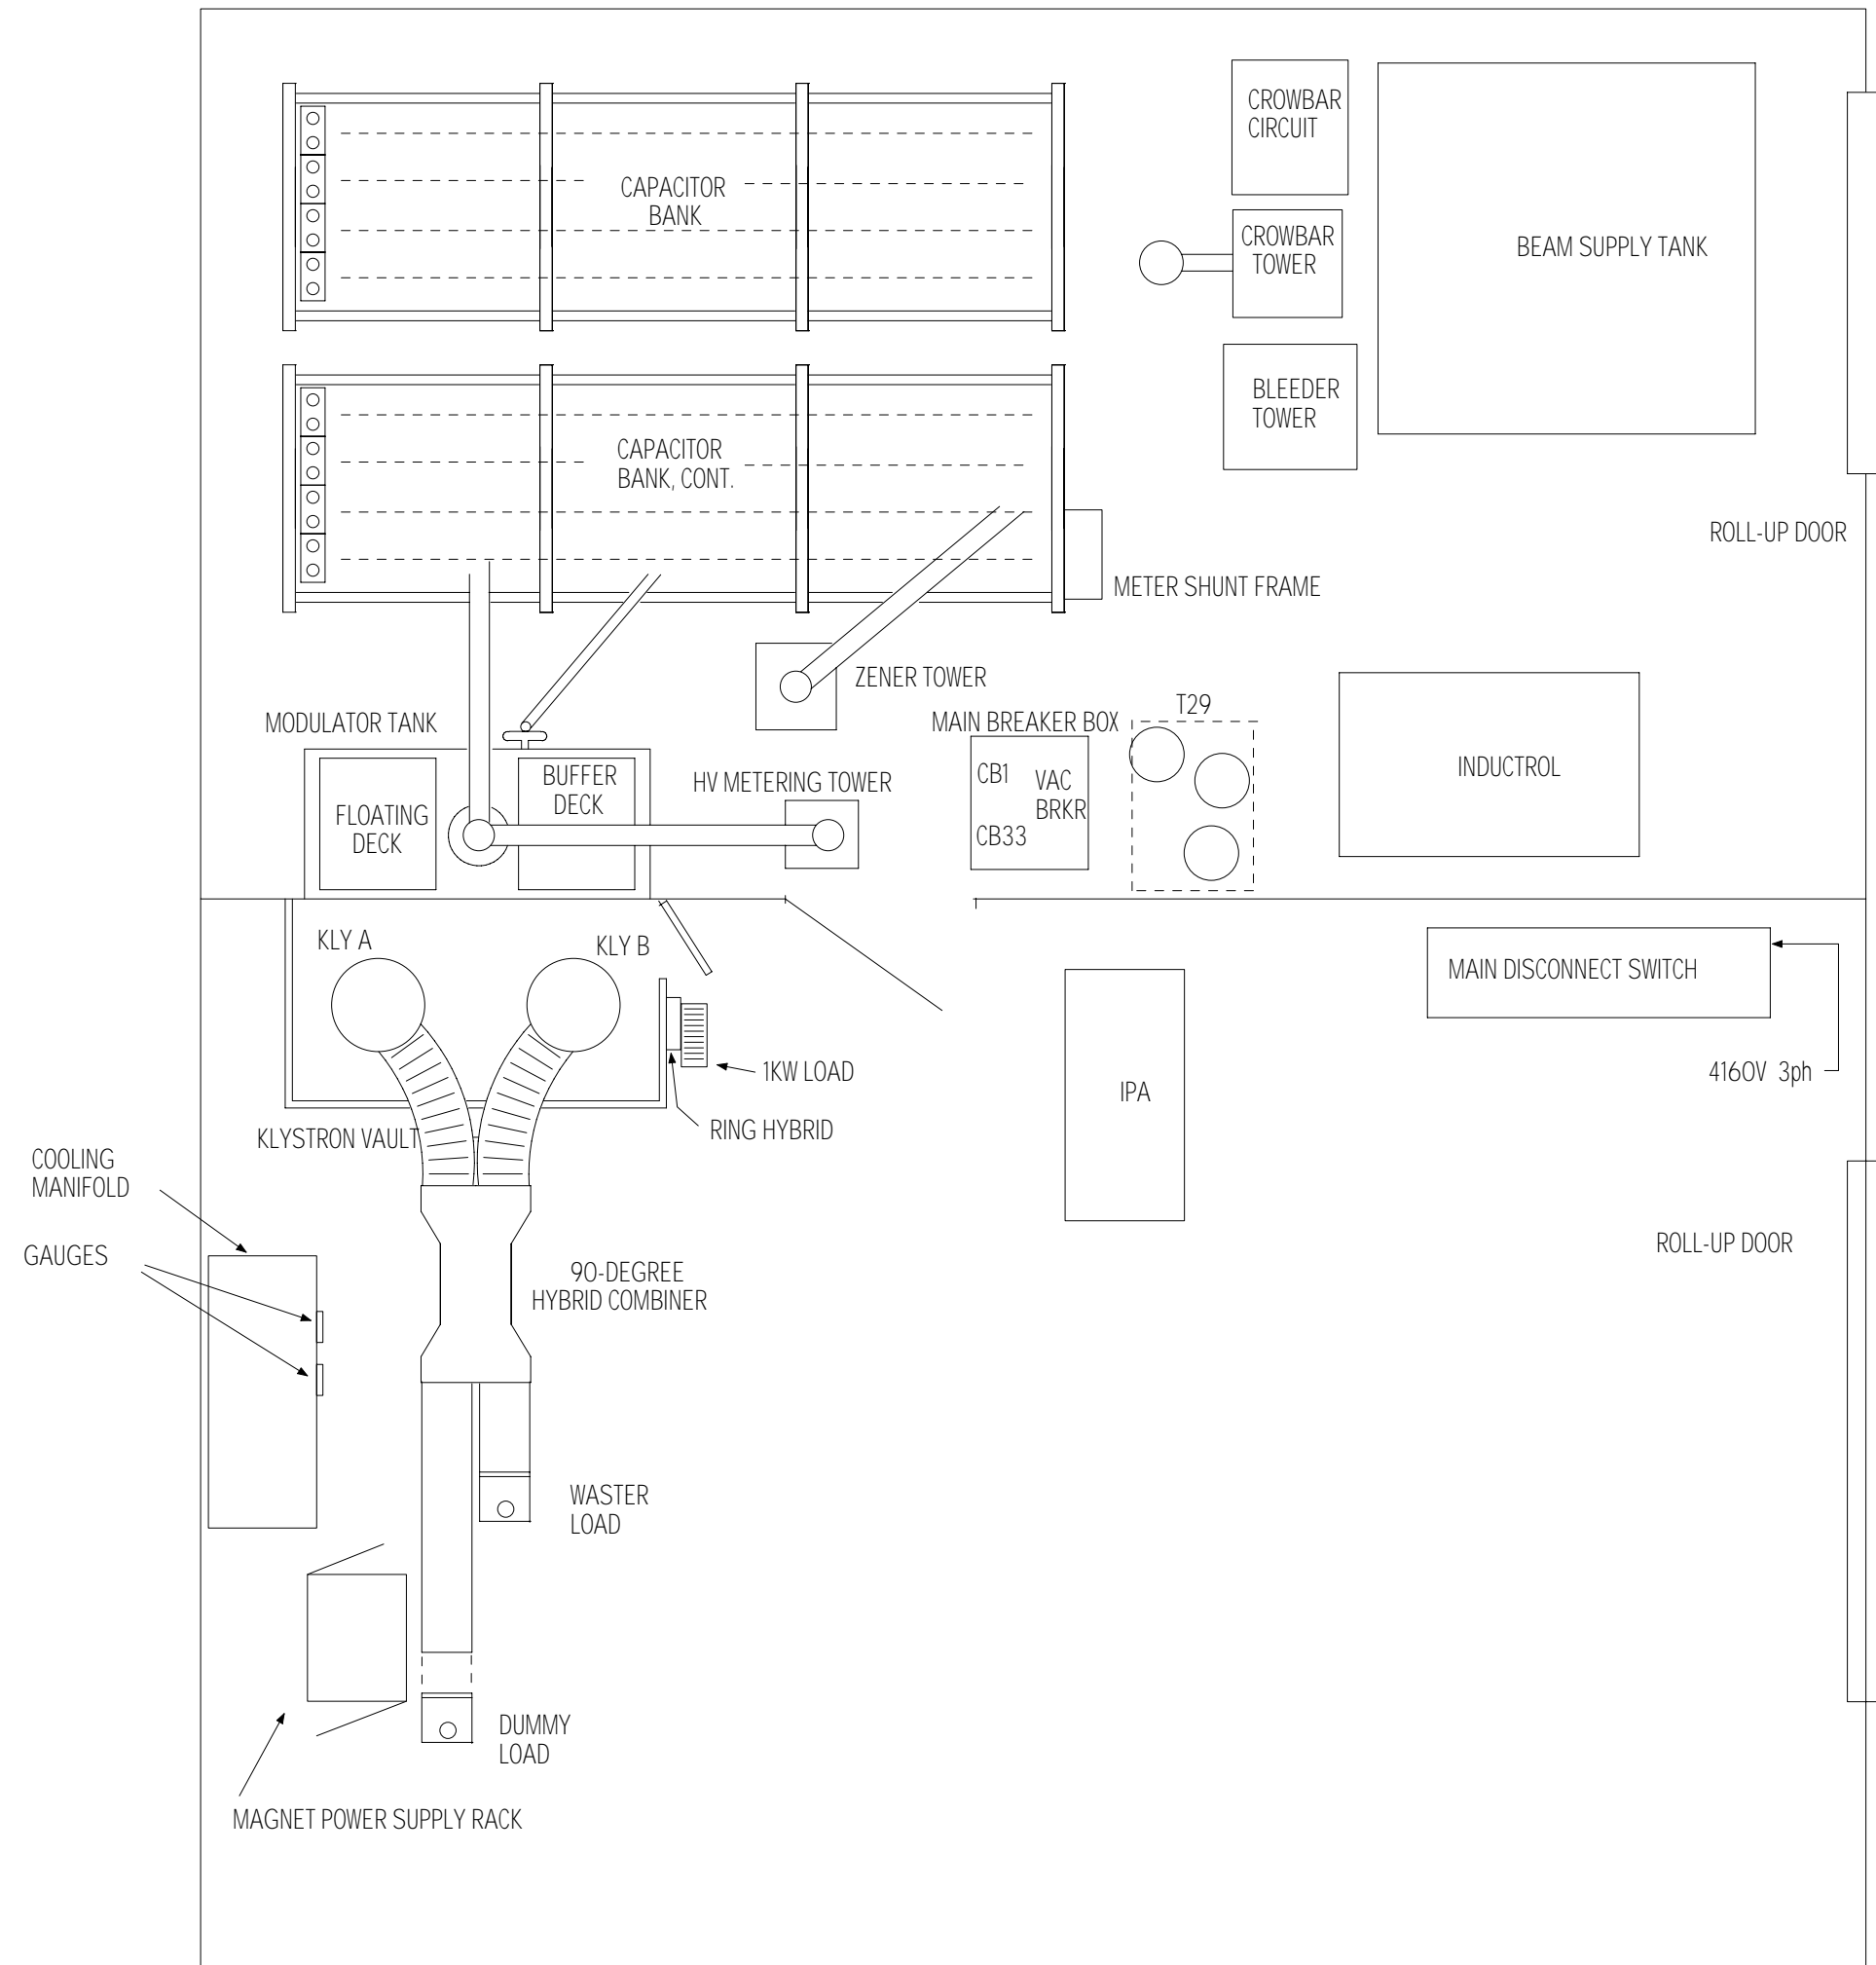 CROWBAR
CIRCUIT
CAPACITOR
BANK
CROWBAR
TOWER
BEAM SUPPLY TANK
BLEEDER
TOWER
CAPACITOR
BANK, CONT.
ROLL-UP DOOR
METER SHUNT FRAME
ZENER TOWER
MODULATOR TANK
MAIN BREAKER BOX
T29
BUFFER
DECK
HV METERING TOWER
CB1
VAC
BRKR
INDUCTROL
FLOATING
DECK
CB33
KLY A
KLY B
MAIN DISCONNECT SWITCH
1KW LOAD
4160V 3ph
IPA
RING HYBRID
KLYSTRON VAULT
COOLING
MANIFOLD
GAUGES
ROLL-UP DOOR
90-DEGREE
HYBRID COMBINER
WASTER
LOAD
DUMMY
LOAD
MAGNET POWER SUPPLY RACK